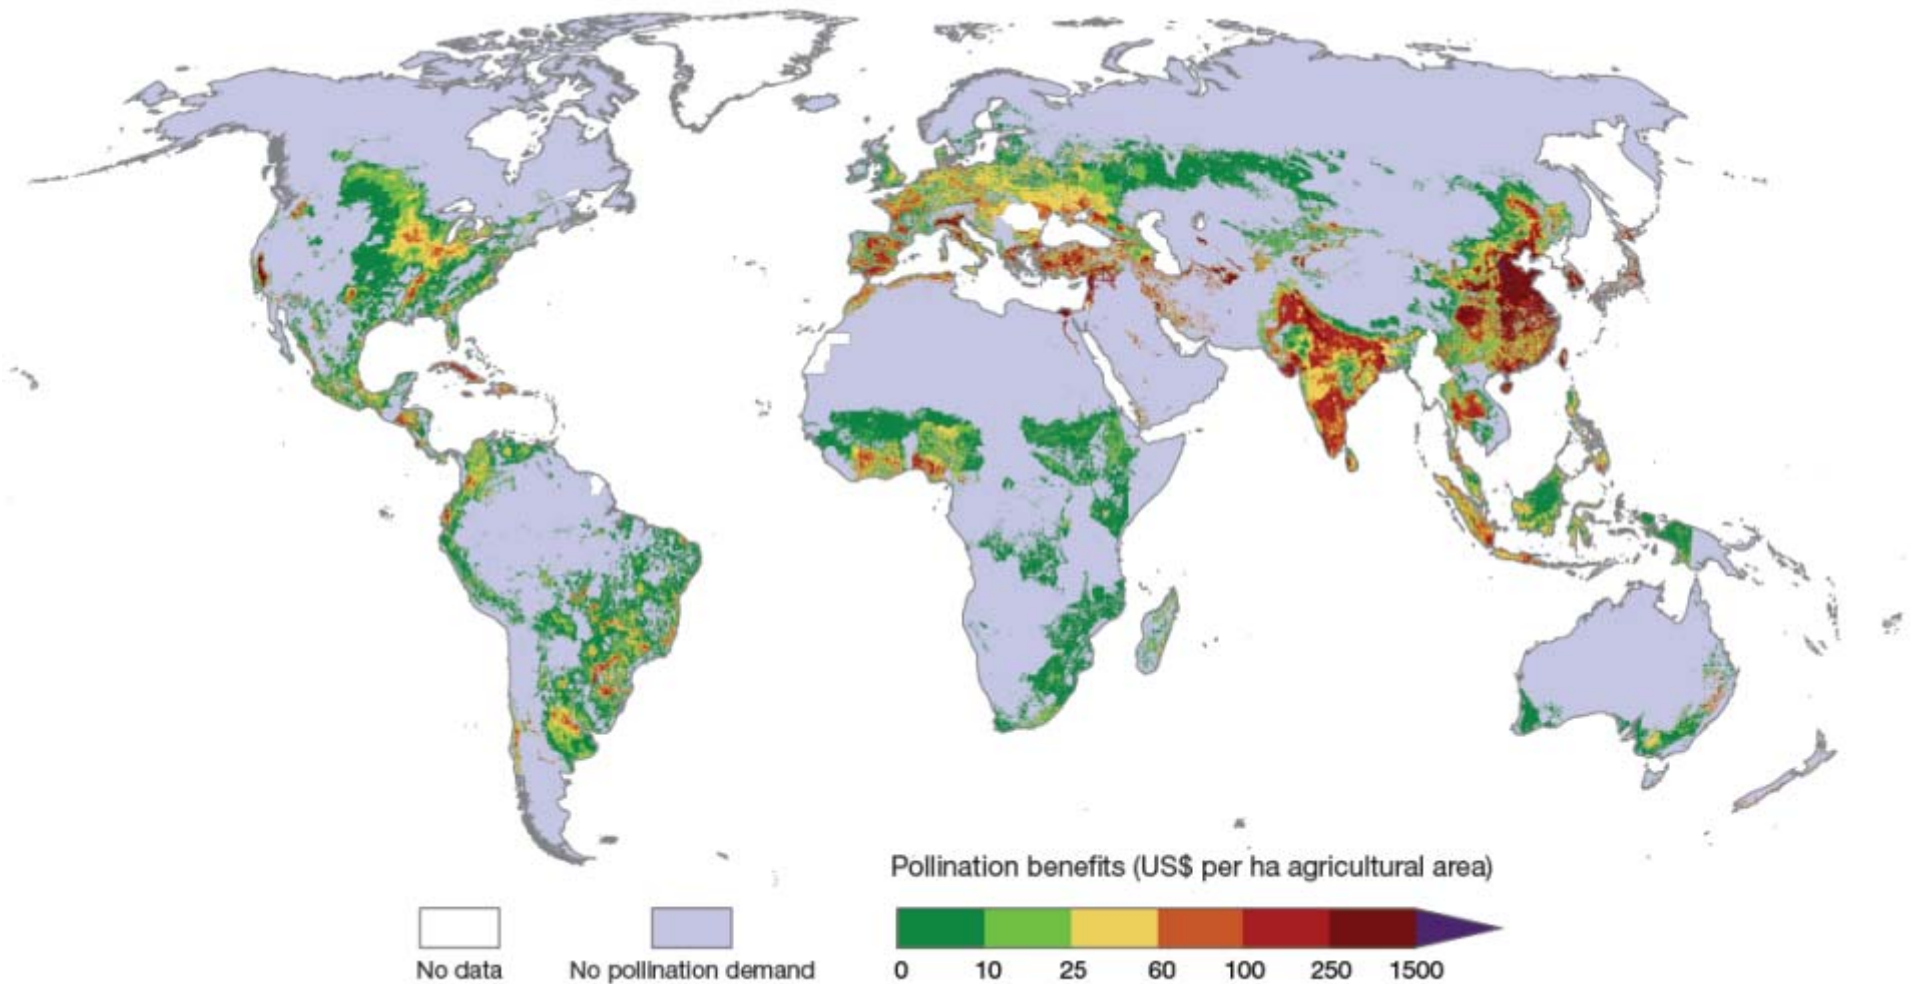 Pollination benefits (US$ per ha agricultural area)
No data
No pollination demand
0 10 25 60 100 250 1500